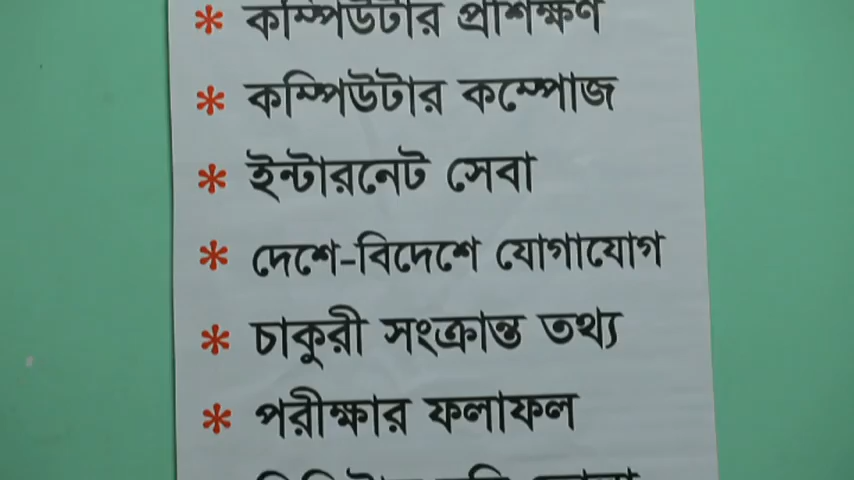 * কম্পিউটার প্রশিক্ষণ
* কম্পিউটার কম্পোজ
* ইন্টারনেট সেবা
* দেশে-বিদেশে যোগাযোগ
* চাকুরী সংক্রান্ত তথ্য
* পরীক্ষার ফলাফল